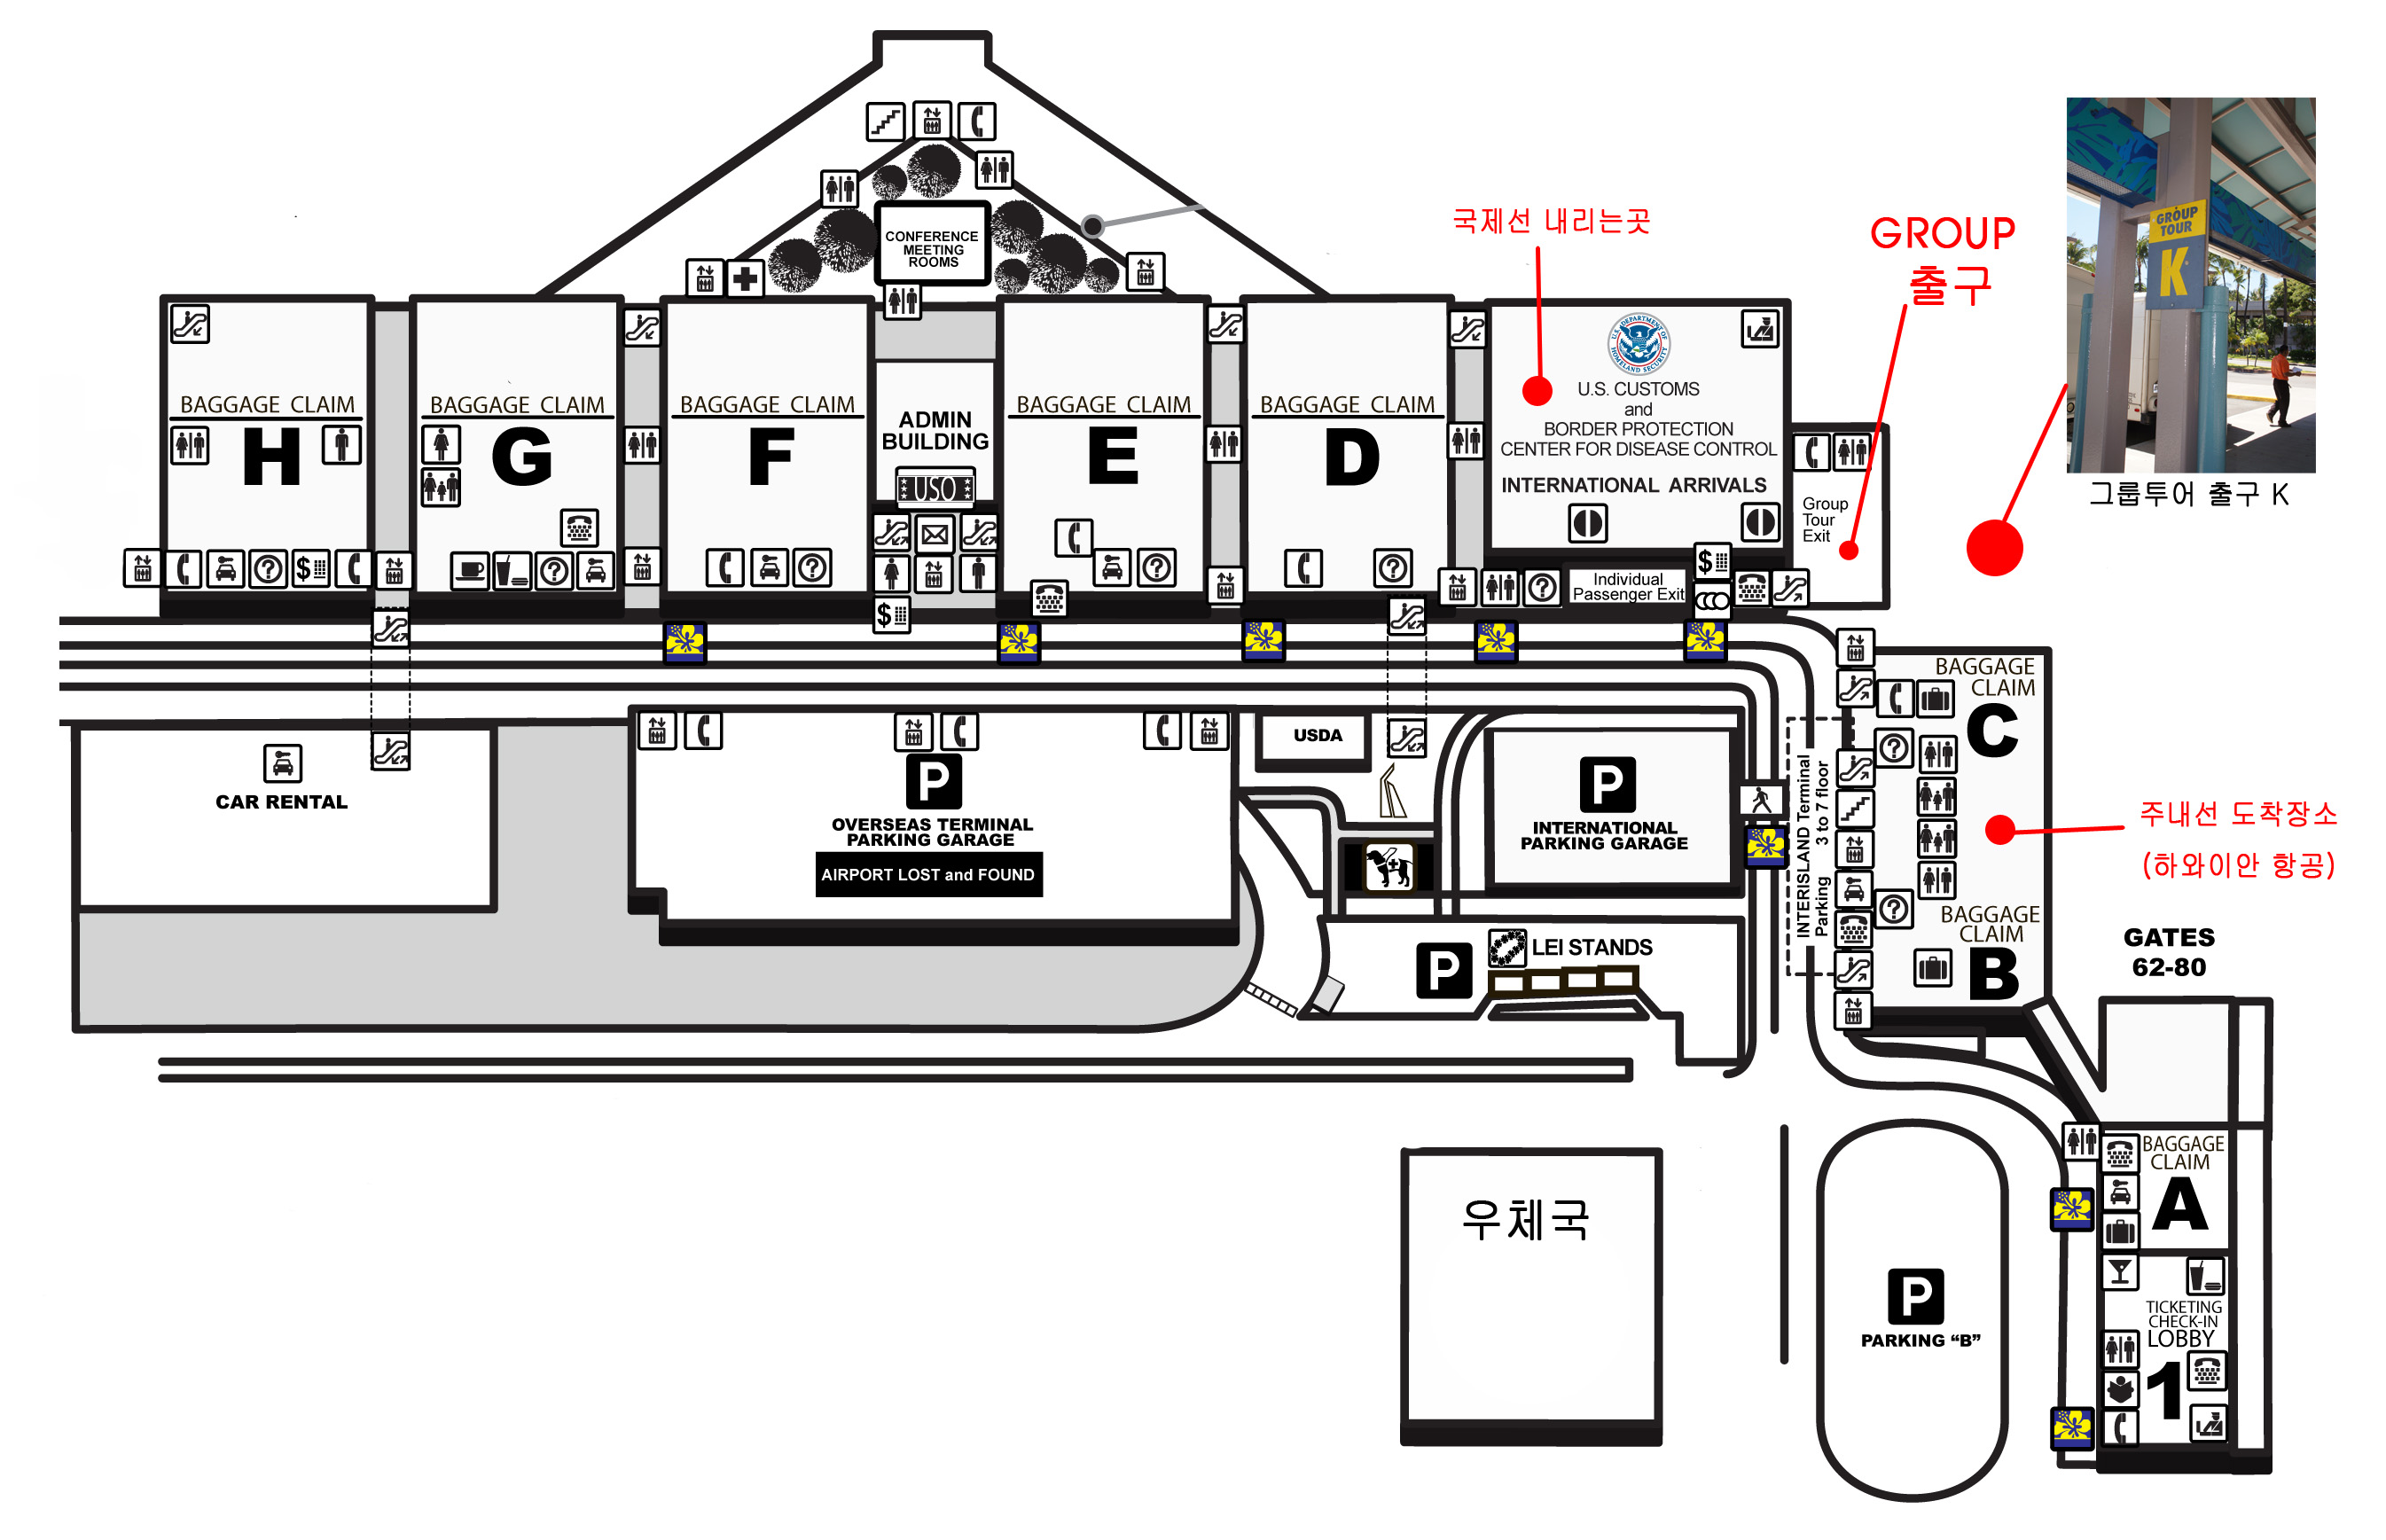 CONFERENCE
MEETING
ROOMS
국제선 내리는곳
GROUP
출구
GROUP
TOUR
K
그룹투어 출구 K
BAGGAGE CLAIM
H
BAGGAGE CLAIM
G
BAGGAGE CLAIM
F
ADMIN
BUILDING
USO
BAGGAGE CLAIM
E
BAGGAGE CLAIM
D
U.S. DEPARTMENT OF
HOMELAND SECURITY
U.S. CUSTOMS
and
BORDER PROTECTION
CENTER FOR DISEASE CONTROL
INTERNATIONAL ARRIVALS
Group
Tour
Exit
Individual
Passenger Exit
BAGGAGE
CLAIM
C
CAR RENTAL
P
OVERSEAS TERMINAL
PARKING GARAGE
AIRPORT LOST and FOUND
USDA
P
INTERNATIONAL
PARKING GARAGE
INTERISLAND Terminal
Parking 3 to 7 floor
주내선 도착장소
(하와이안 항공)
BAGGAGE
CLAIM
B
GATES
62-80
P
LEI STANDS
우체국
P
PARKING “B”
BAGGAGE
CLAIM
A
TICKETING
CHECK-IN
LOBBY
1